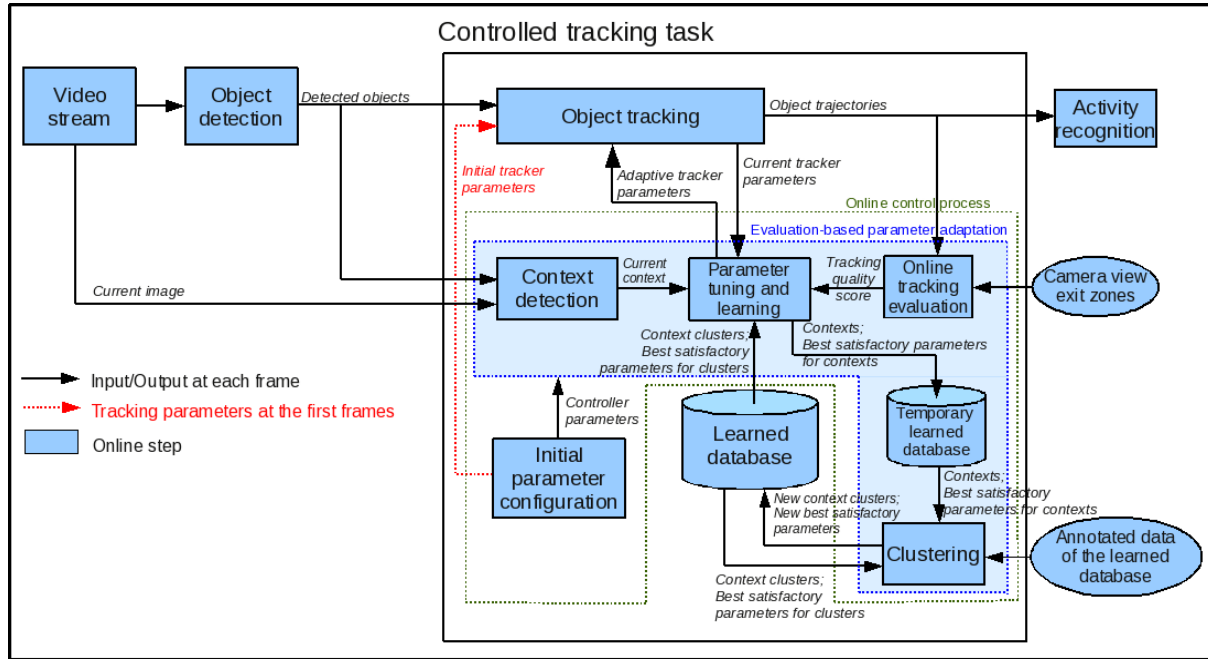 Controlled tracking task
Video
stream
Object
detection
Detected objects
Object tracking
Object trajectories
Activity
recognition
Initial tracker
parameters
Adaptive tracker
parameters
Current tracker
parameters
Online control process
Evaluation-based parameter adaptation
Current image
Context
detection
Current
context
Parameter
tuning and
learning
Tracking
quality
score
Online
tracking
evaluation
Camera view
exit zones
Context clusters;
Best satisfactory
parameters for clusters
Contexts;
Best satisfactory parameters
for contexts
Input/Output at each frame
Tracking parameters at the first frames
Online step
Controller
parameters
Initial
parameter
configuration
Learned
database
Temporary
learned
database
Contexts;
Best satisfactory
parameters for contexts
New context clusters;
New best satisfactory
parameters
Clustering
Annotated data
of the learned
database
Context clusters;
Best satisfactory
parameters for clusters